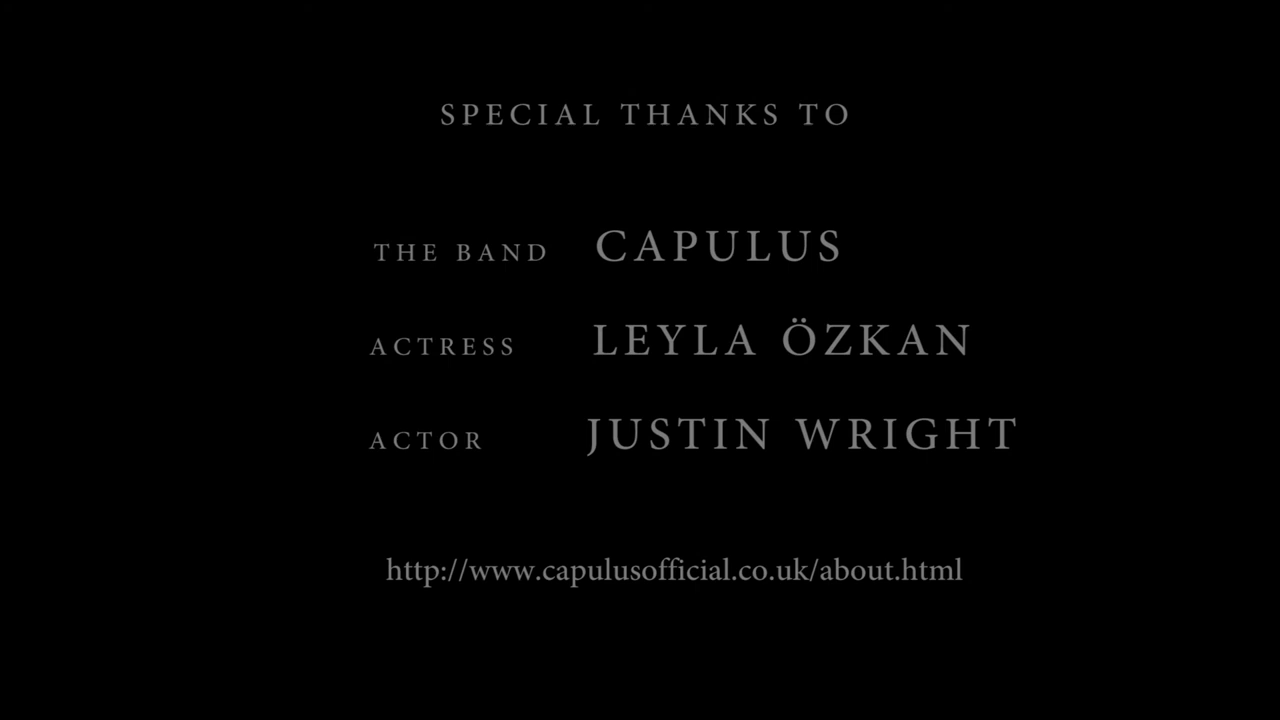 SPECIAL THANKS TO
THE BAND CAPULUS
ACTRESS LEYLA ÖZKAN
ACTOR JUSTIN WRIGHT
http://www.capulusofficial.co.uk/about.html